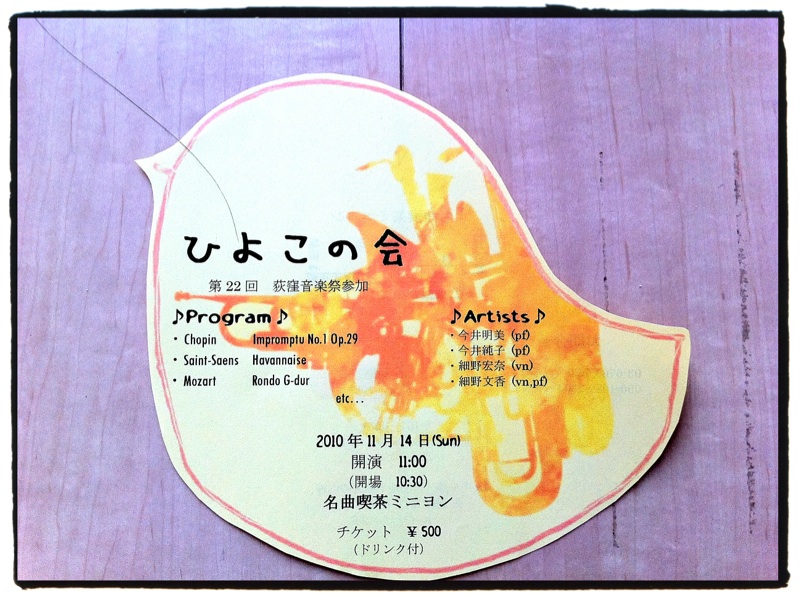 ひよこの会
第22回 荻窪音楽祭参加
♪Program♪
・Chopin Impromptu No.1 Op.29
・Saint-Saens Havannaise
・Mozart Rondo G-dur
etc...
♪Artists♪
・今井明美 (pf)
・今井純子 (pf)
・細野宏奈 (vn)
・細野文香 (vn,pf)
2010年11月14日(Sun)
開演 11:00
(開場 10:30)
名曲喫茶ミニヨン
チケット ¥500
(ドリンク付)